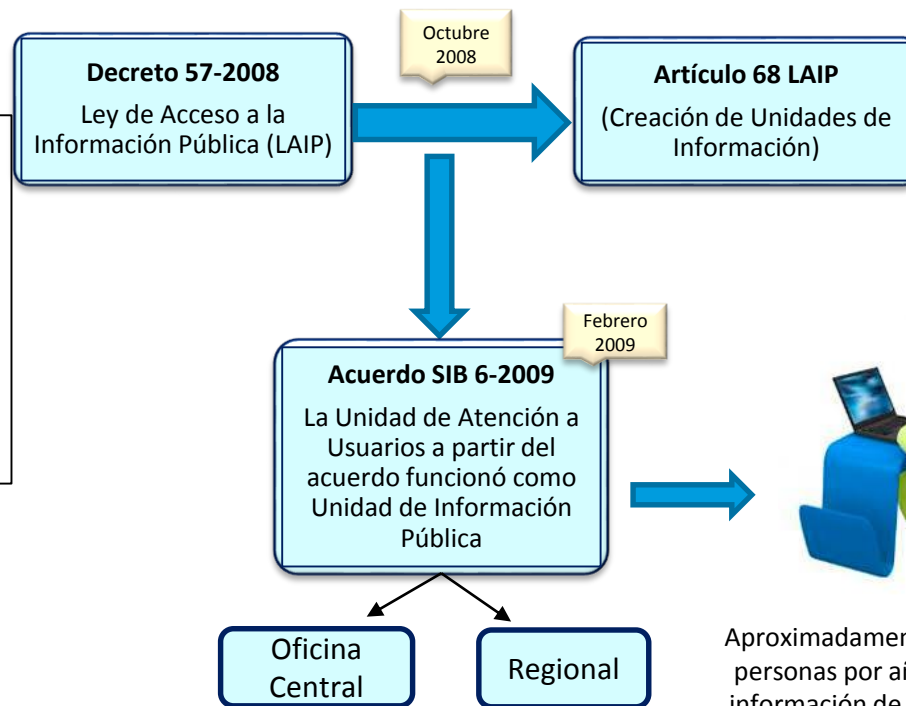 Octubre
2008
Decreto 57-2008
Ley de Acceso a la
Información Pública (LAIP)
Artículo 68 LAIP
(Creación de Unidades de
Información)
Febrero
2009
Acuerdo SIB 6-2009
La Unidad de Atención a
Usuarios a partir del
acuerdo funcionó como
Unidad de Información
Pública
Oficina
Central
Regional
personas por
información de